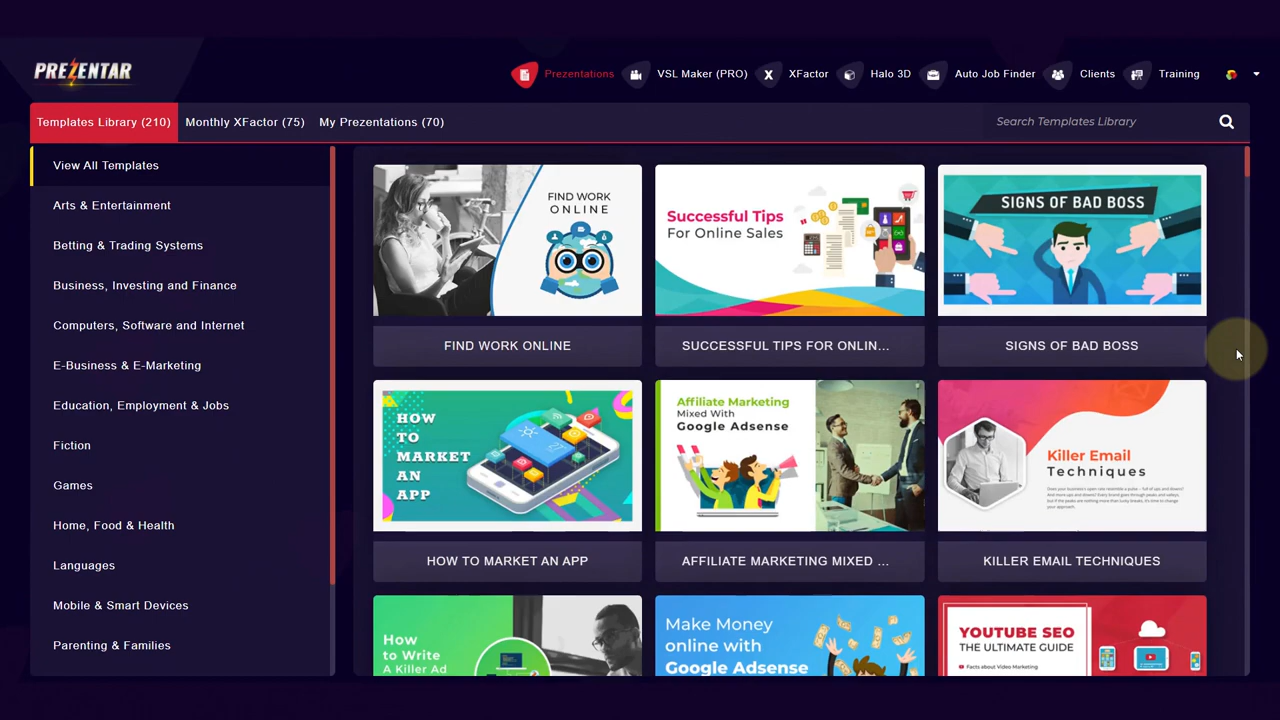 PREZENTAR
Prezentations
VSL Maker (PRO)
XFactor
Halo 3D
Auto Job Finder
Clients
Training
Templates Library (210)
Monthly XFactor (75)
My Prezentations (70)
Search Templates Library
View All Templates
Arts & Entertainment
Betting & Trading Systems
Business, Investing and Finance
Computers, Software and Internet
E-Business & E-Marketing
Education, Employment & Jobs
Fiction
Games
Home, Food & Health
Languages
Mobile & Smart Devices
Parenting & Families
FIND WORK
ONLINE
Successful Tips
For Online Sales
SIGNS OF BAD BOSS
FIND WORK ONLINE
SUCCESSFUL TIPS FOR ONLIN...
SIGNS OF BAD BOSS
HOW
TO
MARKET
AN
APP
Affiliate Marketing
Mixed With
Google Adsense
Killer Email
Techniques
HOW TO MARKET AN APP
AFFILIATE MARKETING MIXED ...
KILLER EMAIL TECHNIQUES
How
to Write
A Killer Ad
Make Money
online with
Google Adsense
YOUTUBE SEO
THE ULTIMATE GUIDE
Facts about Video Marketing